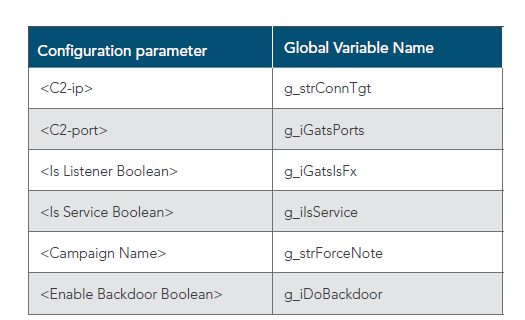 Configuration parameter Global Variable Name
<C2-ip> g_strConnTgt
<C2-port> g_iGatsPorts
<Is Listener Boolean> g_iGatsIsFx
<Is Service Boolean> g_iIsService
<Campaign Name> g_strForceNote
<Enable Backdoor Boolean> g_iDoBackdoor